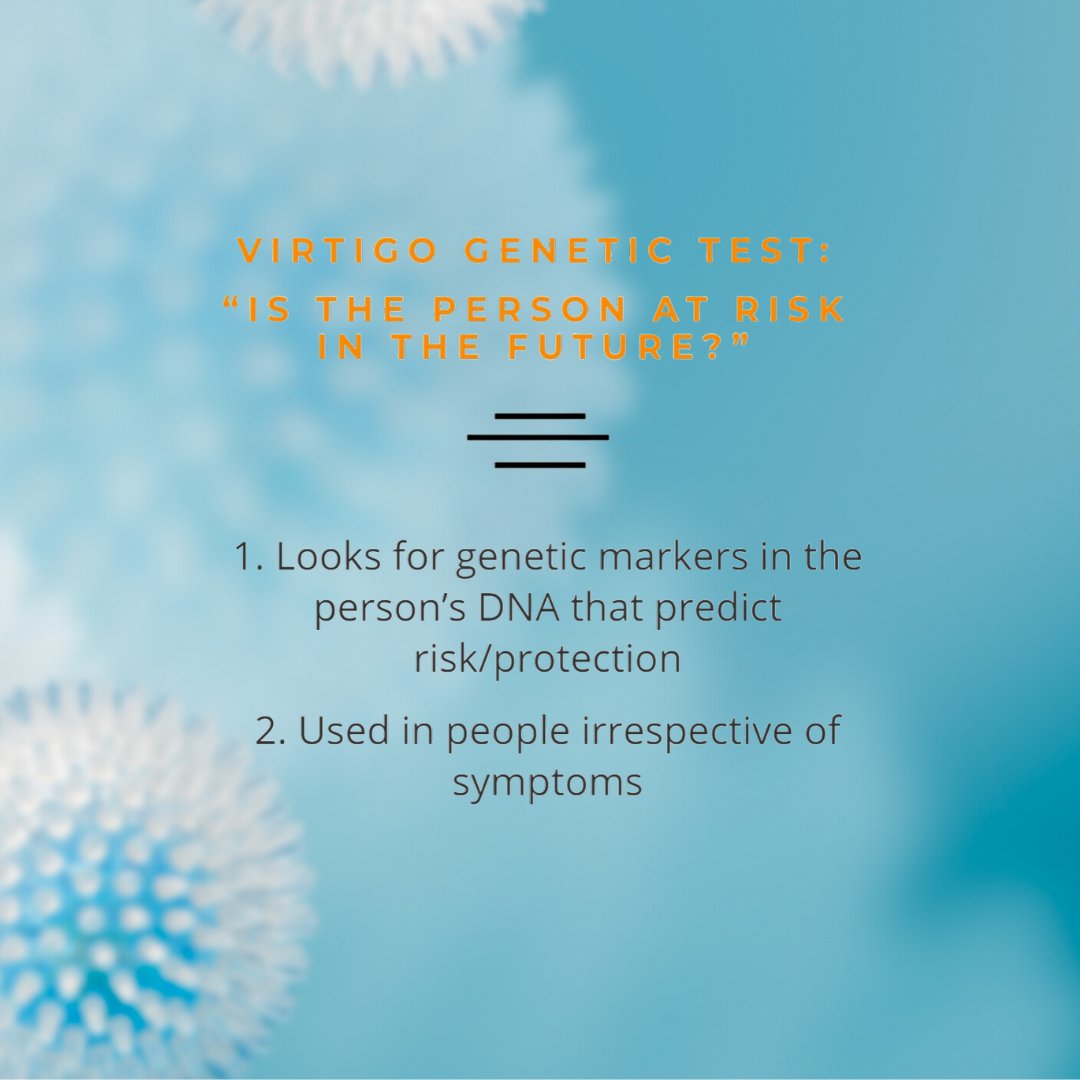 VIRTIGO GENETIC TEST:
“IS THE PERSON AT RISK
IN THE FUTURE?”
1. Looks for genetic markers in the
person’s DNA that predict
risk/protection
2. Used in people irrespective of
symptoms